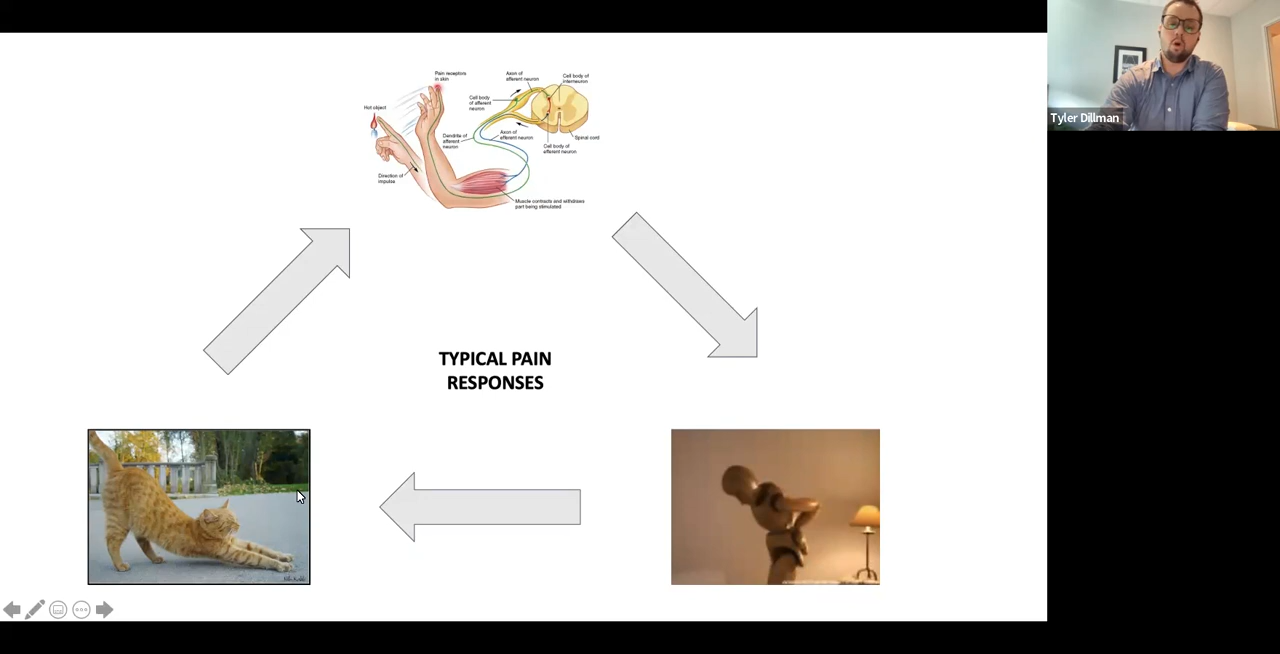 Pain receptors
in skin
Axon of
afferent neuron
Cell body of
interneuron
Hot object
Cell body
of afferent
neuron
Dendrite of
afferent
neuron
Axon of
efferent neuron
Spinal cord
Cell body of
efferent neuron
Direction of
impulse
Muscle contracts and withdraws
part being stimulated
Tyler Dillman
TYPICAL PAIN
RESPONSES